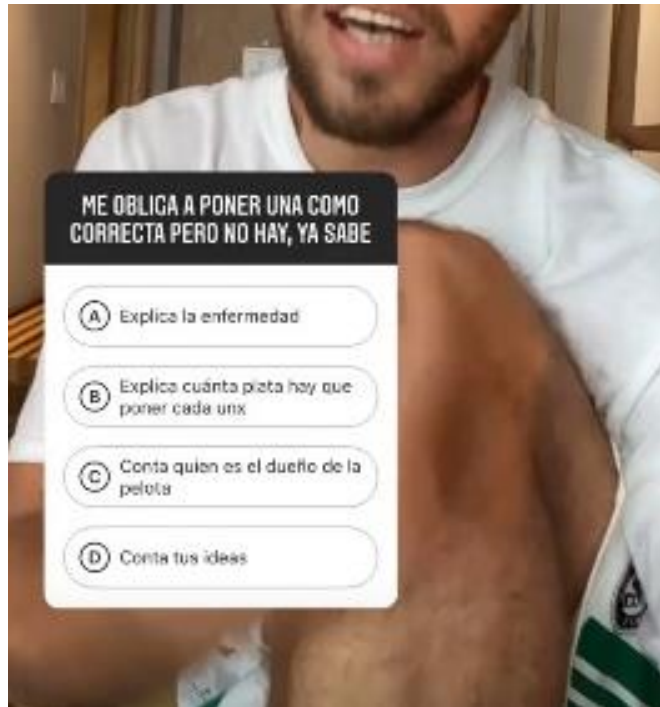 ME OBLIGA A PONER UNA COMO
CORRECTA PERO NO HAY, YA SABE
A Explica la enfermedad
B Explica cuánta plata hay que
poner cada unx
C Conta quien es el dueño de la
pelota
D Conta tus ideas